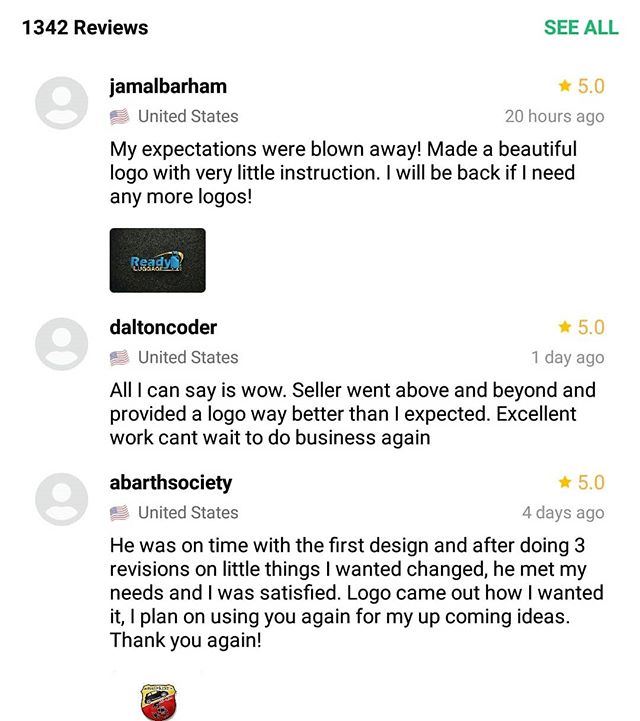 1342 Reviews
SEE ALL
jamalbarham
5.0
United States
20 hours ago
My expectations were blown away! Made a beautiful
logo with very little instruction. I will be back if I need
any more logos!
Ready
LUGGAGE
daltoncoder
5.0
United States
1 day ago
All I can say is wow. Seller went above and beyond and
provided a logo way better than I expected. Excellent
work cant wait to do business again
abarthsociety
5.0
United States
4 days ago
He was on time with the first design and after doing 3
revisions on little things I wanted changed, he met my
needs and I was satisfied. Logo came out how I wanted
it, I plan on using you again for my up coming ideas.
Thank you again!